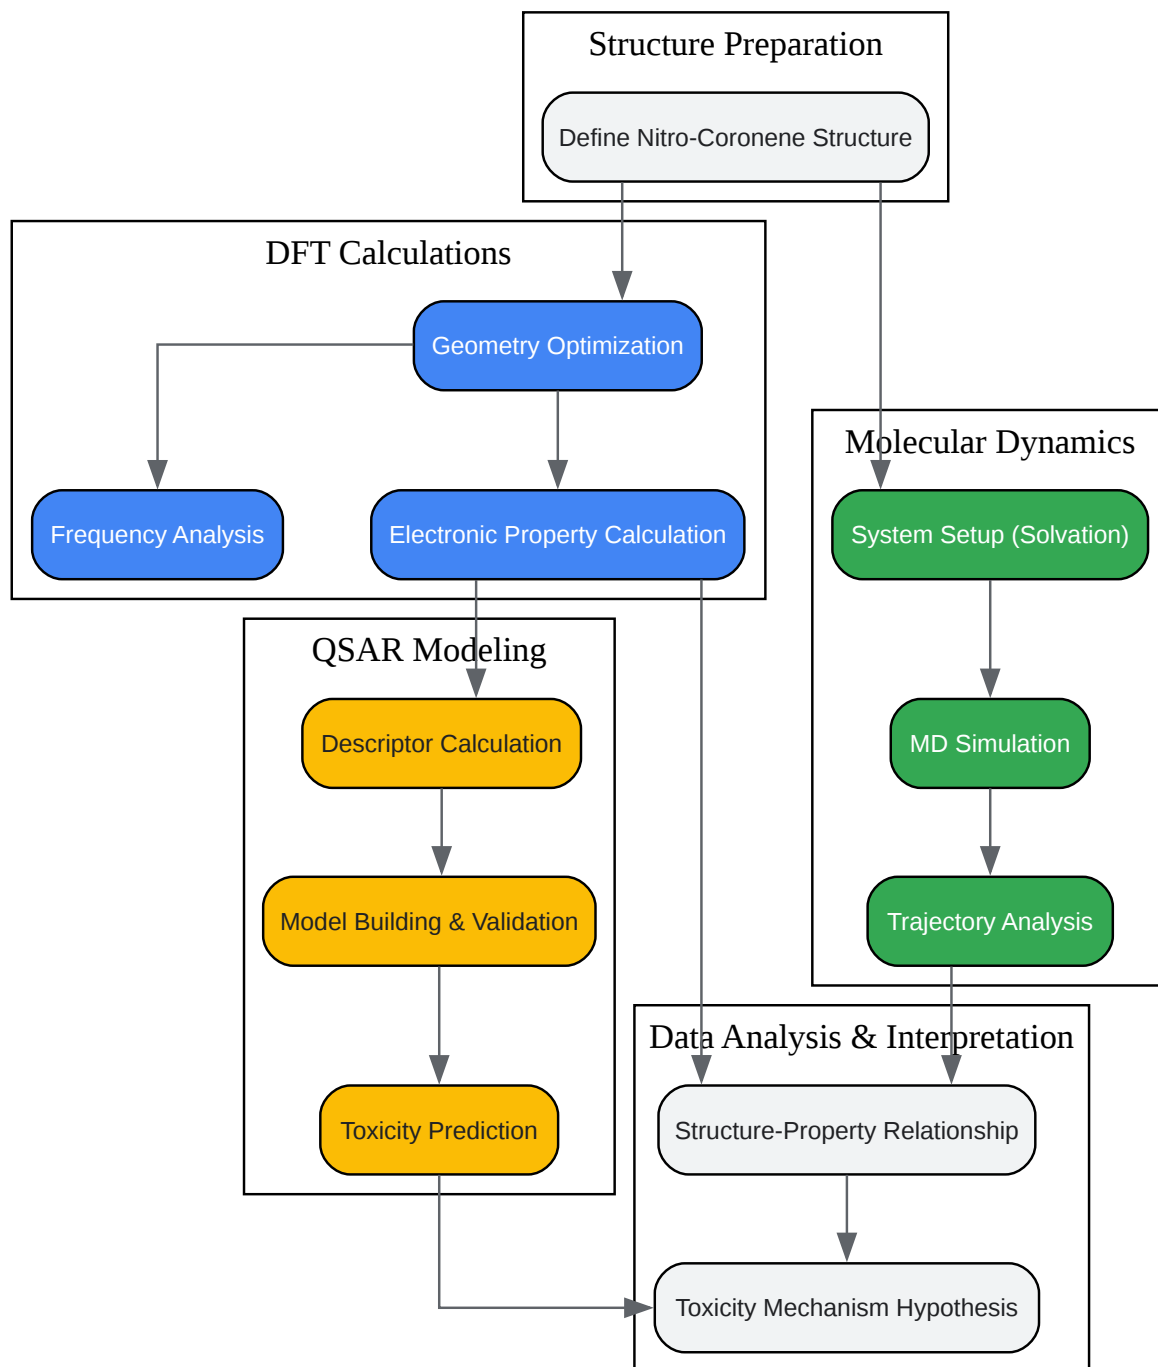 Structure Preparation
Define Nitro-Coronene Structure
DFT Calculations
Geometry Optimization
Frequency Analysis
Electronic Property Calculation
Molecular Dynamics
System Setup (Solvation)
MD Simulation
Trajectory Analysis
QSAR Modeling
Descriptor Calculation
Model Building & Validation
Toxicity Prediction
Data Analysis & Interpretation
Structure-Property Relationship
Toxicity Mechanism Hypothesis